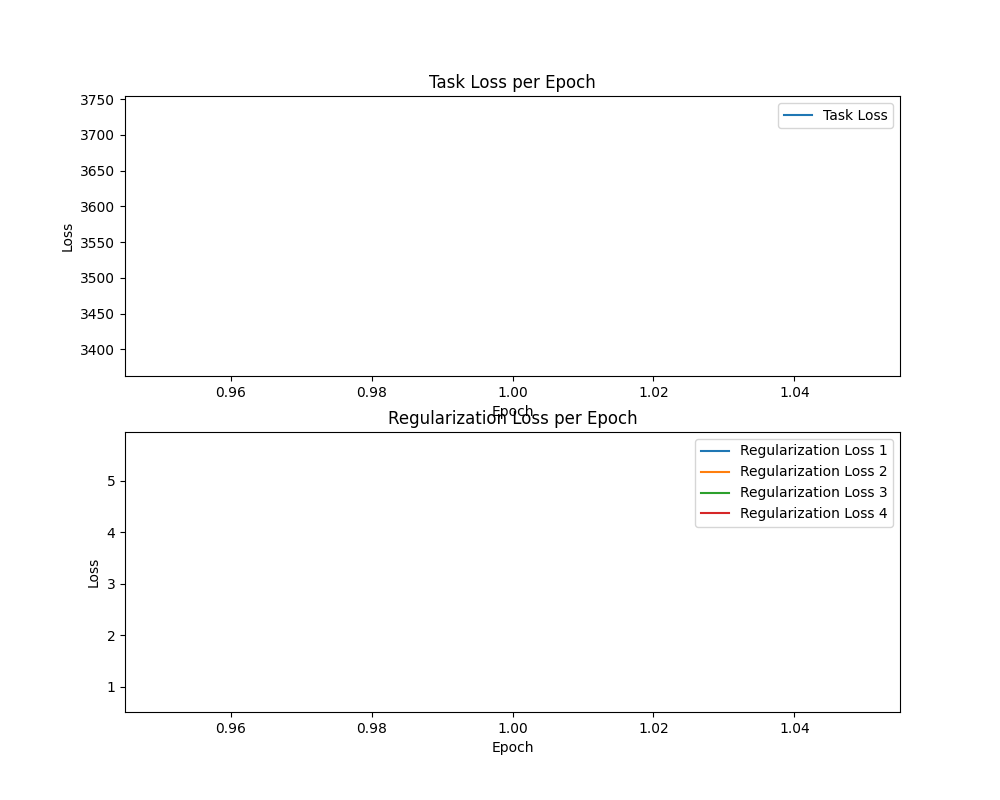 Task Loss per Epoch
3750
3700
3650
3600
3550
3500
3450
3400
Loss
Task Loss
0.96 0.98 1.00 1.02 1.04
Epoch
Regularization Loss per Epoch
5
4
3
2
1
Loss
Regularization Loss 1
Regularization Loss 2
Regularization Loss 3
Regularization Loss 4
0.96 0.98 1.00 1.02 1.04
Epoch